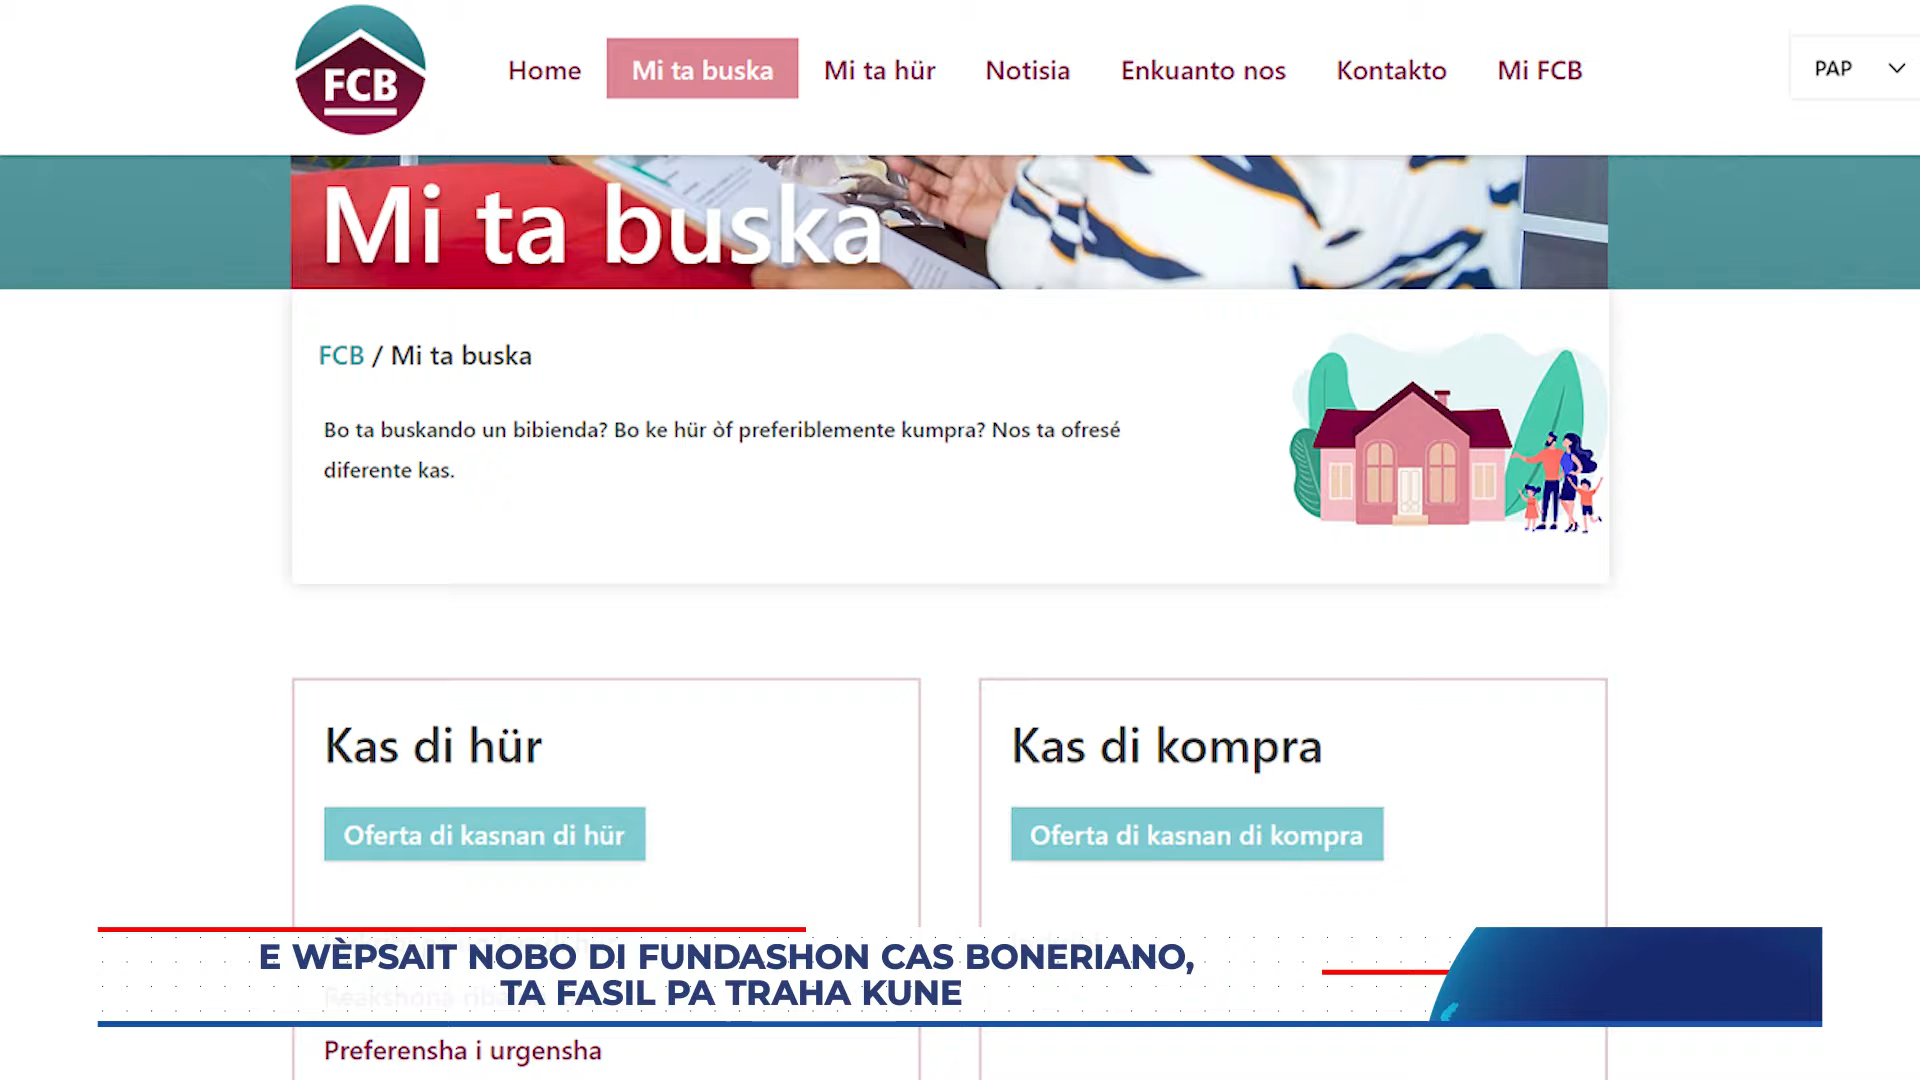 FCB
Home
Mi ta buska
Mi ta hür
Notisia
Enkuanto nos
Kontakto
Mi FCB
PAP
Mi ta buska
FCB / Mi ta buska
Bo ta buskando un bibienda? Bo ke hür òf preferiblemente kumpra? Nos ta ofresé
diferente kas.
Kas di hür
Kas di kompra
Oferta di kasnan di hür
Oferta di kasnan di kompra
E WÈPSAIT NOBO DI FUNDASHON CAS BONERIANO,
TA FASIL PA TRAHA KUNE
Preferensha i urgensha